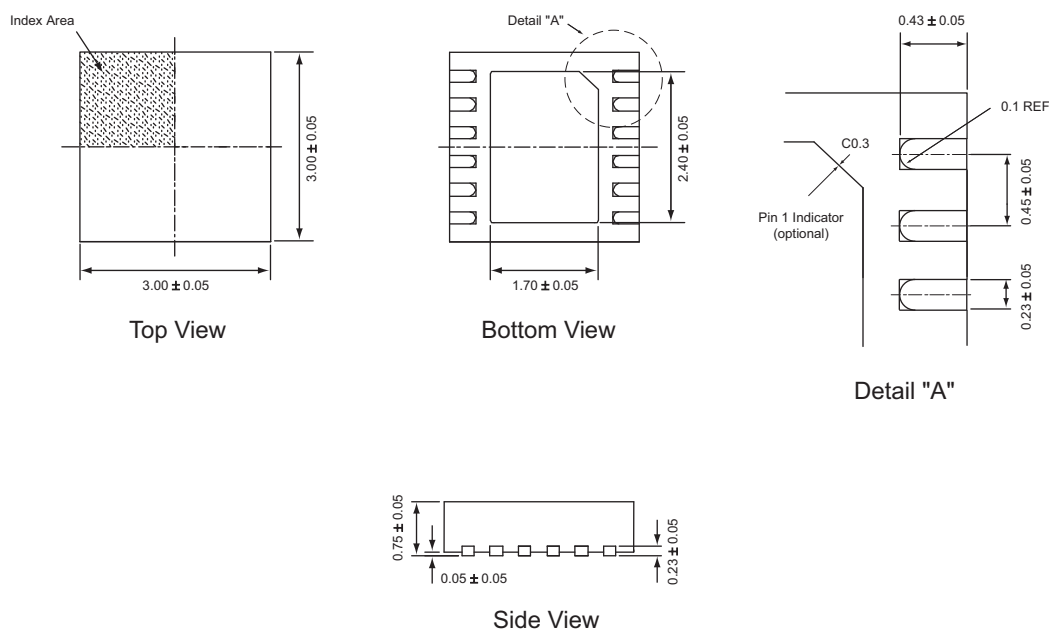 Index Area
3.00 ± 0.05
3.00 ± 0.05
Top View
Detail "A"
2.40 ± 0.05
1.70 ± 0.05
Bottom View
0.43 ± 0.05
0.1 REF
C0.3
0.45 ± 0.05
Pin 1 Indicator
(optional)
0.23 ± 0.05
Detail "A"
0.75 ± 0.05
0.05 ± 0.05
0.23 ± 0.05
Side View